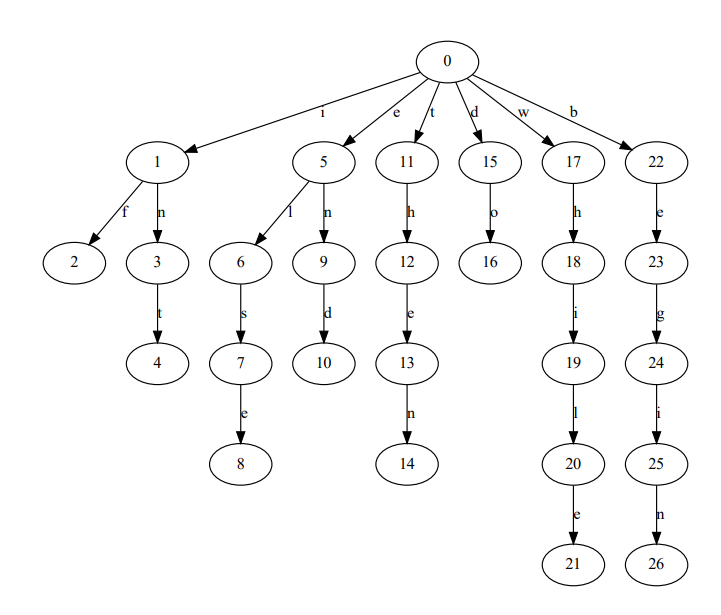 0
i e t d w b
1 5 11 15 17 22
f n l n h o h e
2 3 6 9 12 16 18 23
t s d e i g
4 7 10 13 19 24
e n l i
8 14 20 25
e n
21 26